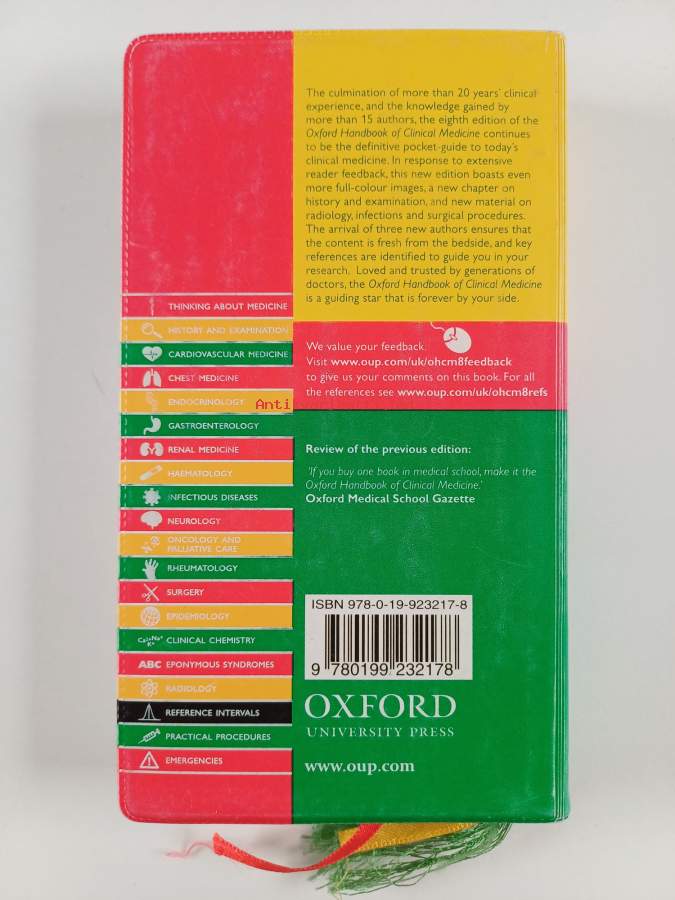 The culmination of more than 20 years' clinical
experience, and the knowledge gained by
more than 15 authors, the eighth edition of the
Oxford Handbook of Clinical Medicine continues
to be the definitive pocket-guide to today's
clinical medicine. In response to extensive
reader feedback, this new edition boasts even
more full-colour images, a new chapter on
history and examination, and new material on
radiology, infections and surgical procedures.
The arrival of three new authors ensures that
the content is fresh from the bedside, and key
references are identified to guide you in your
research. Loved and trusted by generations of
doctors, the Oxford Handbook of Clinical Medicine
is a guiding star that is forever by your side.
We value your feedback.
Visit www.oup.com/uk/ohcm8feedback
to give us your comments on this book. For all
the references see www.oup.com/uk/ohcm8refs
Review of the previous edition:
'If you buy one book in medical school, make it the
Oxford Handbook of Clinical Medicine.'
Oxford Medical School Gazette
THINKING ABOUT MEDICINE
HISTORY AND EXAMINATION
CARDIOVASCULAR MEDICINE
CHEST MEDICINE
ENDOCRINOLOGY Anti
GASTROENTEROLOGY
RENAL MEDICINE
HAEMATOLOGY
INFECTIOUS DISEASES
NEUROLOGY
ONCOLOGY AND
PALLIATIVE CARE
RHEUMATOLOGY
SURGERY
EPIDEMIOLOGY
Ca2+Na+
K+ CLINICAL CHEMISTRY
ABC EPONYMOUS SYNDROMES
RADIOLOGY
REFERENCE INTERVALS
PRACTICAL PROCEDURES
EMERGENCIES
ISBN 978-0-19-923217-8
9 780199 232178
OXFORD
UNIVERSITY PRESS
www.oup.com